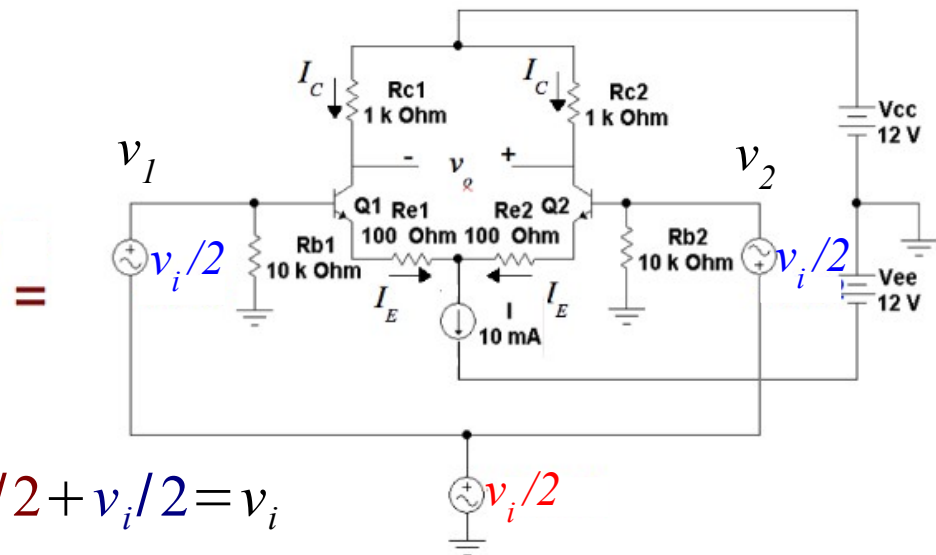 I_C
Rc1
1 k Ohm
I_C
Rc2
1 k Ohm
Vcc
12 V
v_1
- v_o +
v_2
Q1
Re1
100 Ohm
Re2
100 Ohm
Q2
Rb1
10 k Ohm
Rb2
10 k Ohm
v_i/2
v_i/2
Vee
12 V
=
I_E
I_E
I
10 mA
/2+v_i/2=v_i
v_i/2